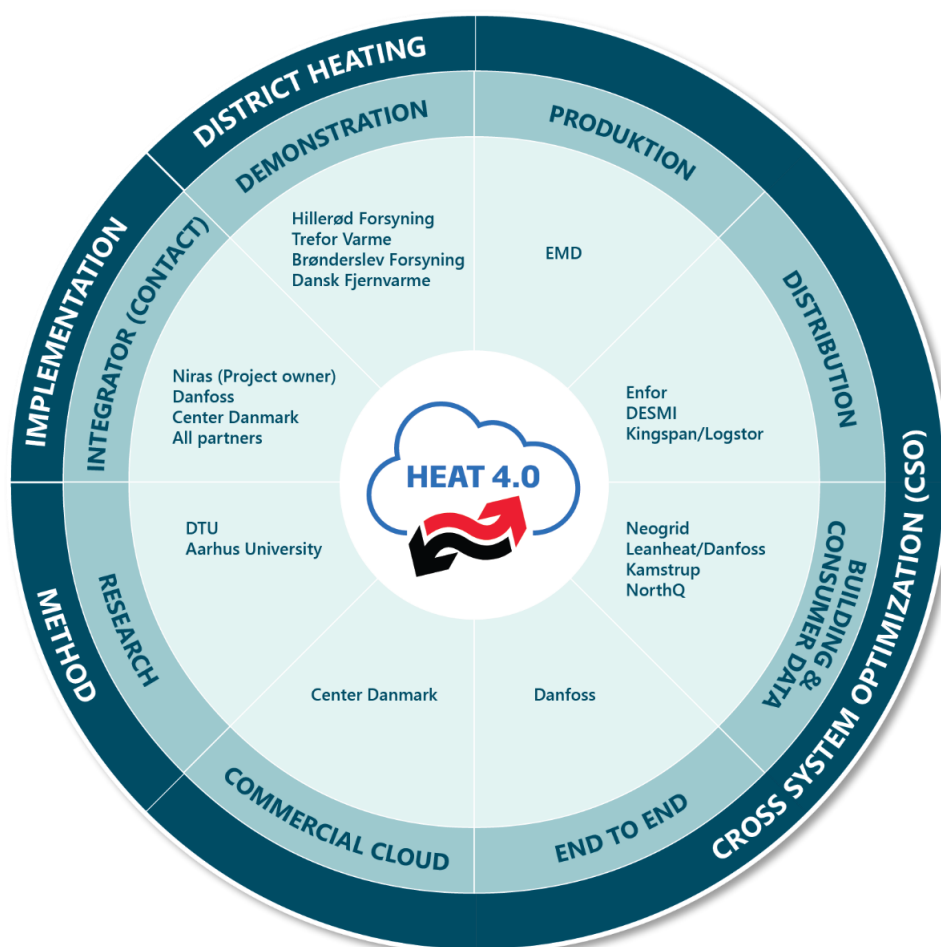 DISTRICT HEATING
DEMONSTRATION
Hillerød Forsyning
Trefor Varme
Brønderslev Forsyning
Dansk Fjernvarme
PRODUKTION
EMD
DISTRIBUTION
Enfor
DESMI
Kingspan/Logstor
CROSS SYSTEM OPTIMIZATION (CSO)
BUILDING &
CONSUMER DATA
Neogrid
Leanheat/Danfoss
Kamstrup
NorthQ
END TO END
Danfoss
COMMERCIAL CLOUD
Center Danmark
METHOD
RESEARCH
DTU
Aarhus University
IMPLEMENTATION
INTEGRATOR (CONTACT)
Niras (Project owner)
Danfoss
Center Danmark
All partners
HEAT 4.0